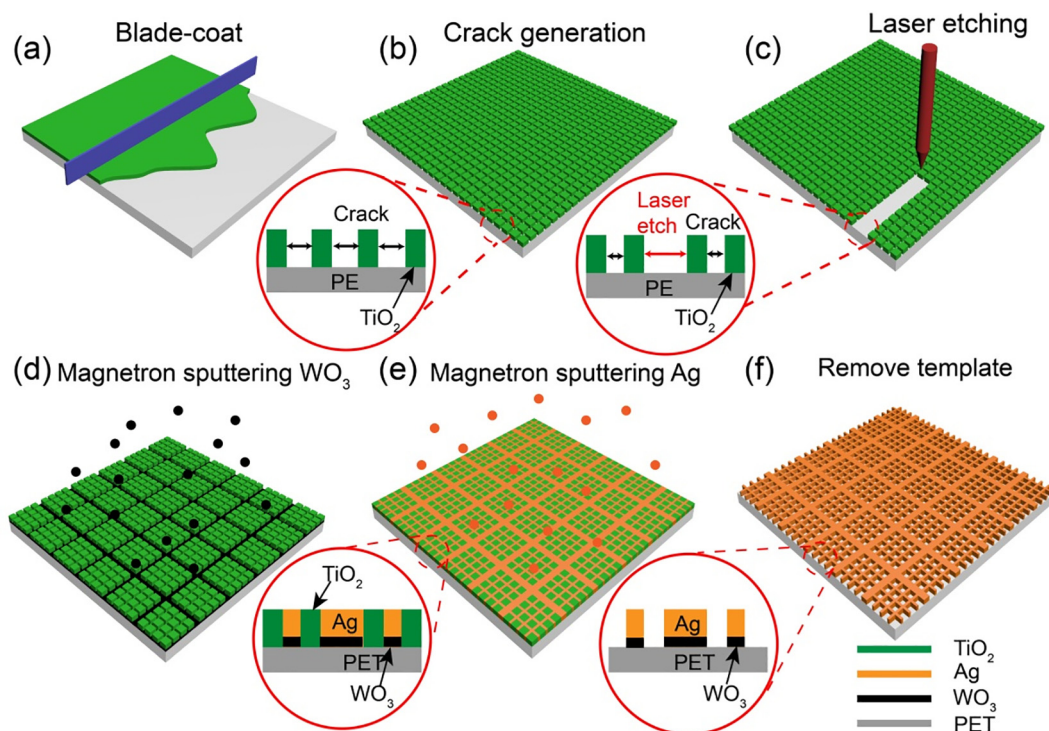 (a) Blade-coat
(b) Crack generation
(c) Laser etching
Crack
PE
TiO2
Laser
etch
Crack
PE
TiO2
(d) Magnetron sputtering WO3
(e) Magnetron sputtering Ag
(f) Remove template
TiO2
Ag
PET
WO3
Ag
PET
WO3
TiO2
Ag
WO3
PET